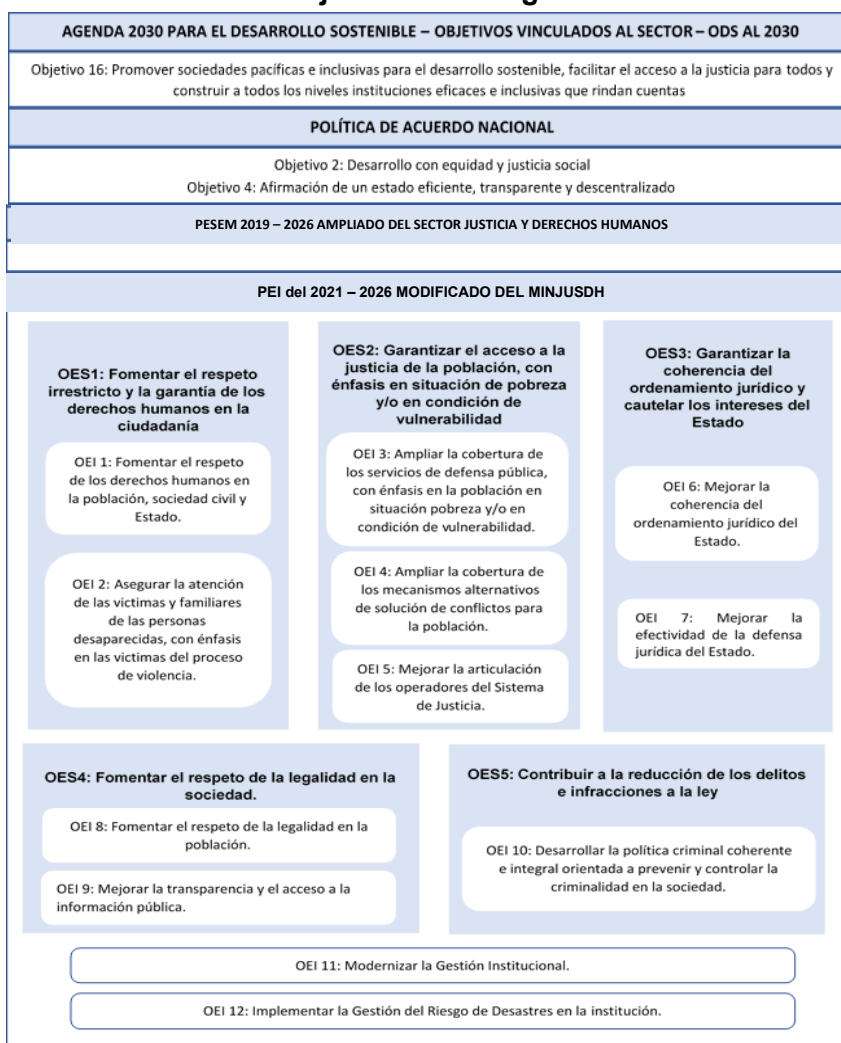 AGENDA 2030 PARA EL DESARROLLO SOSTENIBLE – OBJETIVOS VINCULADOS AL SECTOR – ODS AL 2030
Objetivo 16: Promover sociedades pacíficas e inclusivas para el desarrollo sostenible, facilitar el acceso a la justicia para todos y
construir a todos los niveles instituciones eficaces e inclusivas que rindan cuentas
POLÍTICA DE ACUERDO NACIONAL
Objetivo 2: Desarrollo con equidad y justicia social
Objetivo 4: Afirmación de un estado eficiente, transparente y descentralizado
PESEM 2019 – 2026 AMPLIADO DEL SECTOR JUSTICIA Y DERECHOS HUMANOS
PEI del 2021 – 2026 MODIFICADO DEL MINJUSDH
OES1: Fomentar el respeto
irrestricto y la garantía de los
derechos humanos en la
ciudadanía
OEI 1: Fomentar el respeto
de los derechos humanos en
la población, sociedad civil y
Estado.
OEI 2: Asegurar la atención
de las victimas y familiares
de las personas
desaparecidas, con énfasis
en las victimas del proceso
de violencia.
OES2: Garantizar el acceso a la
justicia de la población, con
énfasis en situación de pobreza
y/o en condición de
vulnerabilidad
OEI 3: Ampliar la cobertura de
los servicios de defensa pública,
con énfasis en la población en
situación pobreza y/o en
condición de vulnerabilidad.
OEI 4: Ampliar la cobertura de
los mecanismos alternativos
de solución de conflictos para
la población.
OEI 5: Mejorar la articulación
de los operadores del Sistema
de Justicia.
OES3: Garantizar la
coherencia del
ordenamiento jurídico y
cautelar los intereses del
Estado
OEI 6: Mejorar la
coherencia del
ordenamiento jurídico del
Estado.
OEI 7: Mejorar la
efectividad de la defensa
jurídica del Estado.
OES4: Fomentar el respeto de la legalidad en la
sociedad.
OEI 8: Fomentar el respeto de la legalidad en la
población.
OEI 9: Mejorar la transparencia y el acceso a la
información pública.
OES5: Contribuir a la reducción de los delitos
e infracciones a la ley
OEI 10: Desarrollar la política criminal coherente
e integral orientada a prevenir y controlar la
criminalidad en la sociedad.
OEI 11: Modernizar la Gestión Institucional.
OEI 12: Implementar la Gestión del Riesgo de Desastres en la institución.